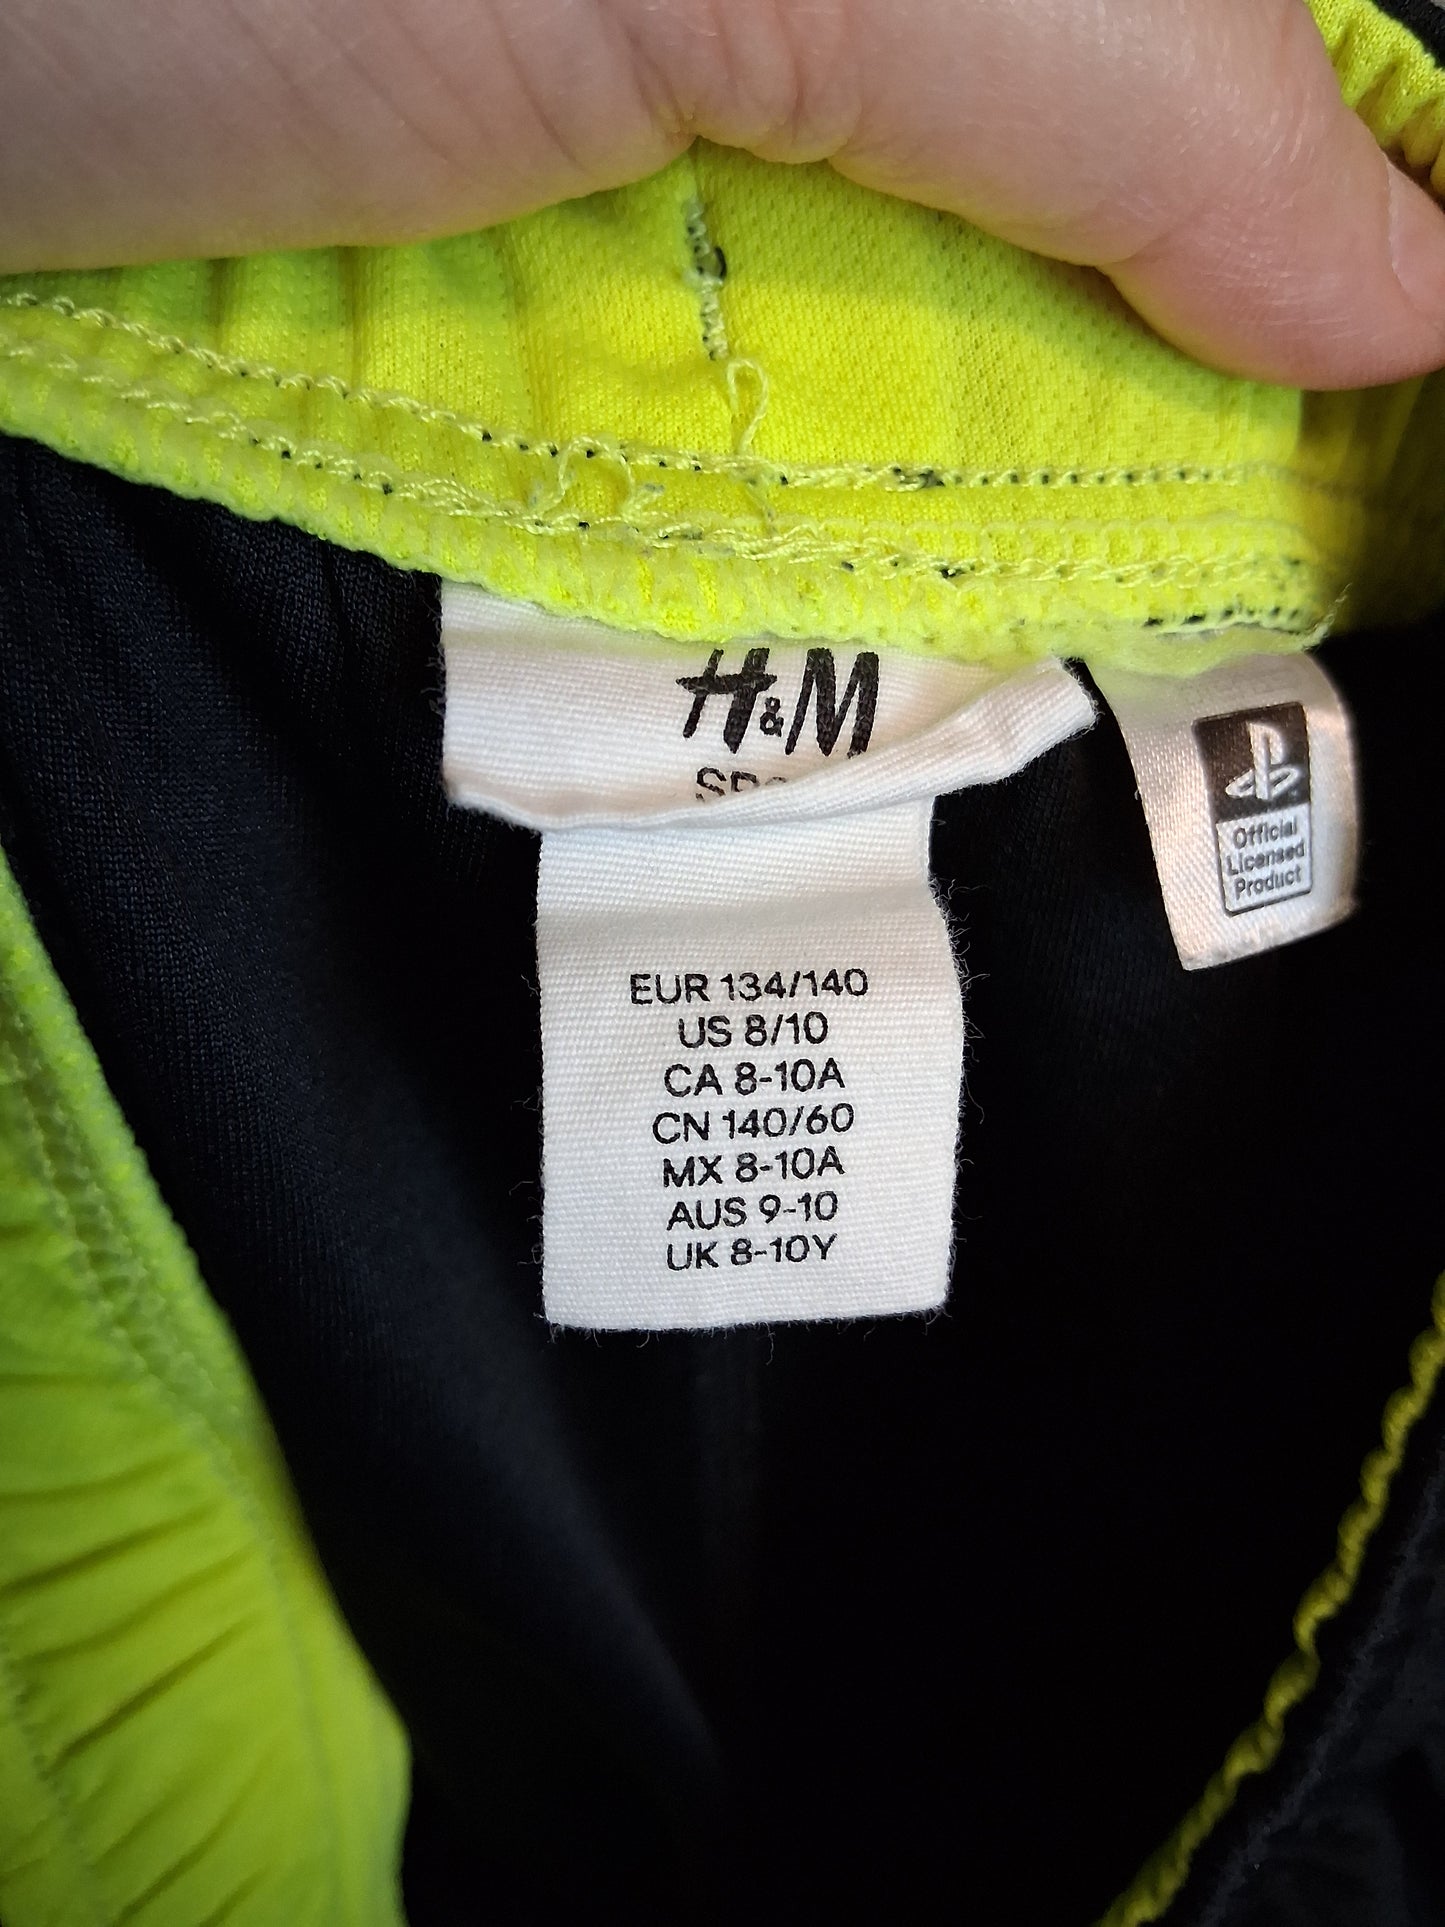 H&M
EUR 134/140
US 8/10
CA 8-10A
CN 140/60
MX 8-10A
AUS 9-10
UK 8-10Y
Official
Licensed
Product